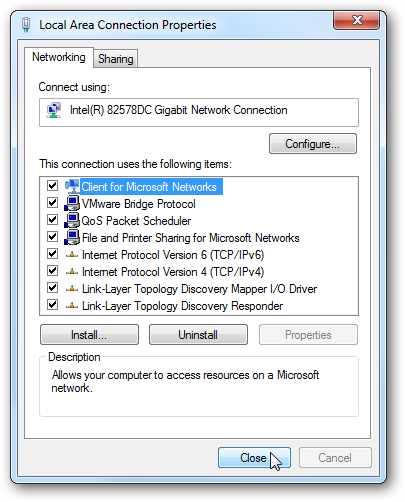 Local Area Connection Properties
Networking
Sharing
Connect using:
Intel(R) 82578DC Gigabit Network Connection
Configure...
This connection uses the following items:
Client for Microsoft Networks
VMware Bridge Protocol
QoS Packet Scheduler
File and Printer Sharing for Microsoft Networks
Internet Protocol Version 6 (TCP/IPv6)
Internet Protocol Version 4 (TCP/IPv4)
Link-Layer Topology Discovery Mapper I/O Driver
Link-Layer Topology Discovery Responder
Install...
Uninstall
Properties
Description
Allows your computer to access resources on a Microsoft
network.
Close
Cancel